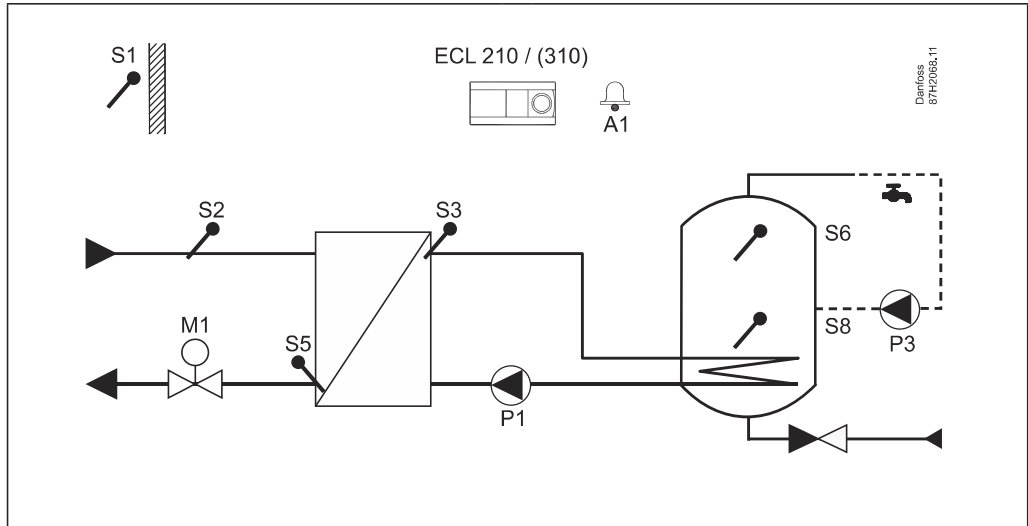 S1
ECL 210 / (310)
A1
Danfoss
87H2068.11
S2
S3
S6
M1
S5
S8
P3
P1